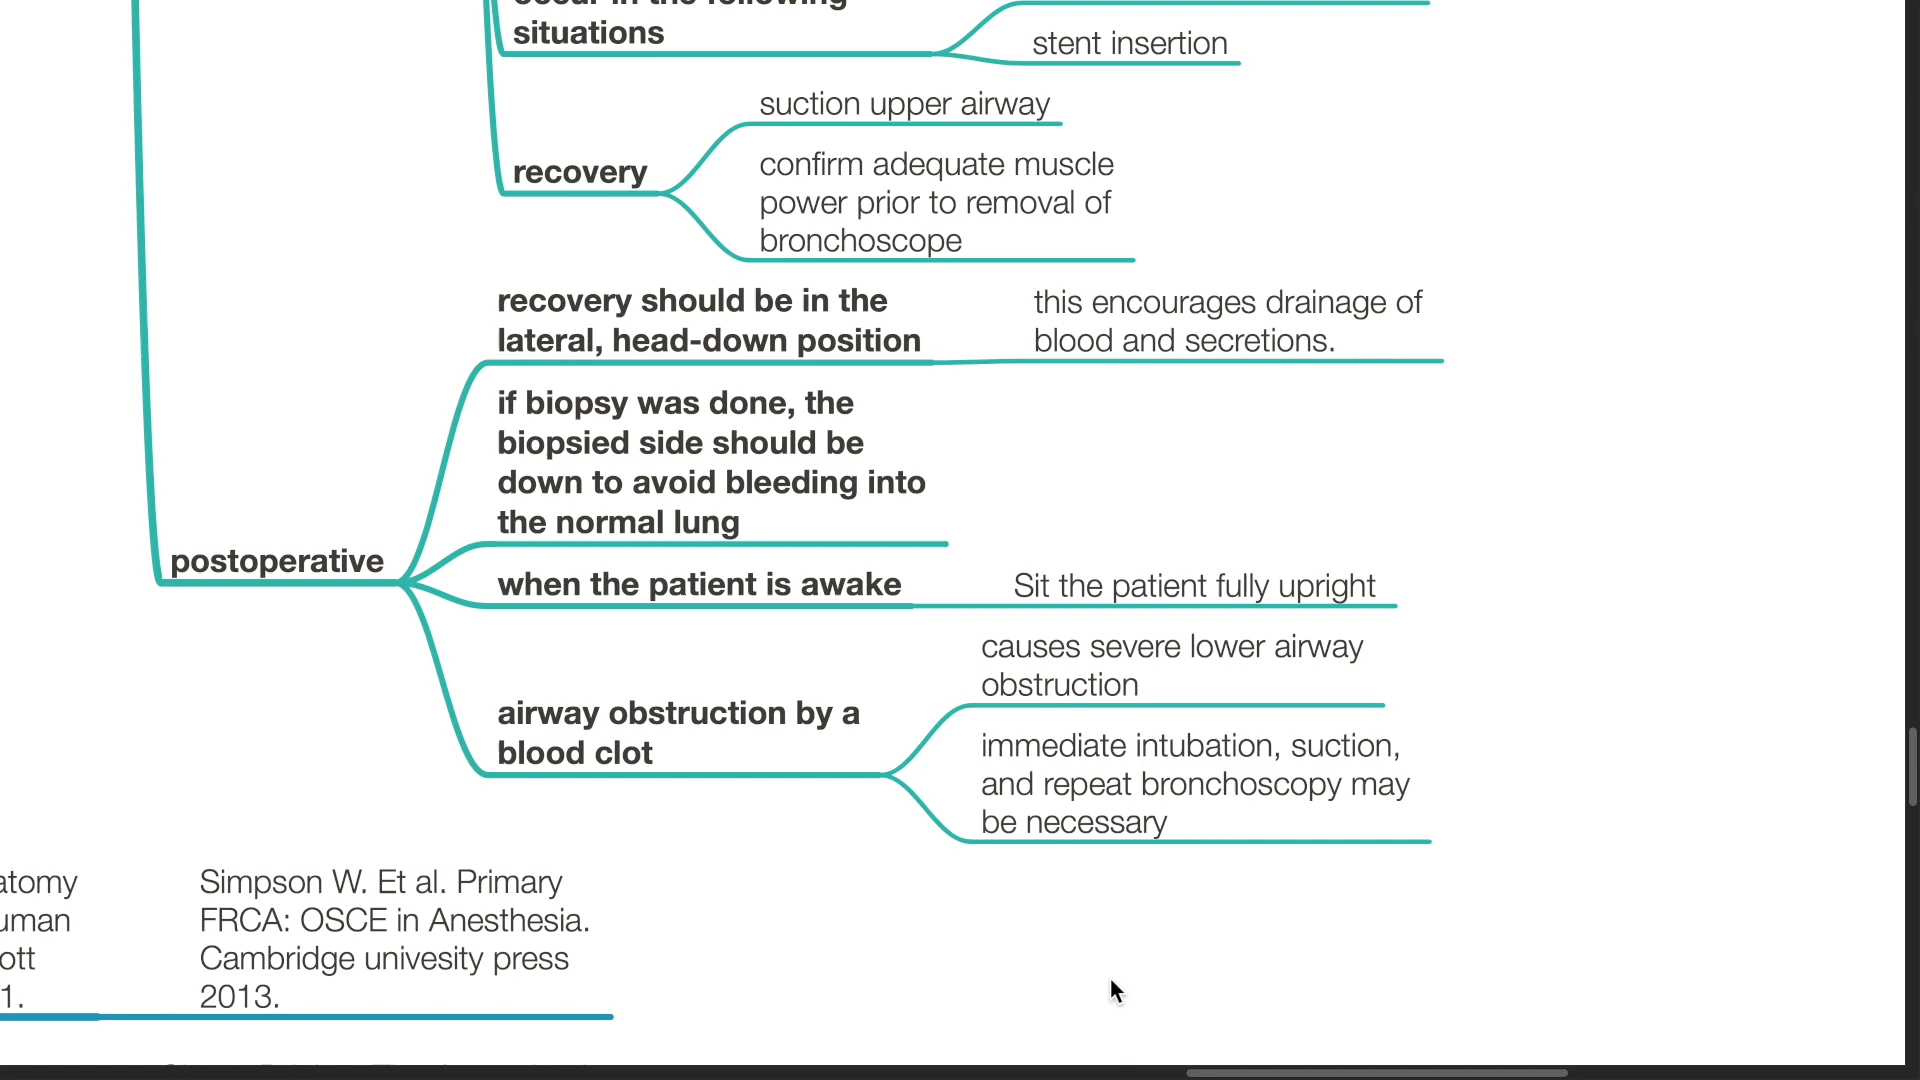 occur in the following
situations
stent insertion
suction upper airway
recovery
confirm adequate muscle
power prior to removal of
bronchoscope
recovery should be in the
lateral, head-down position
this encourages drainage of
blood and secretions.
if biopsy was done, the
biopsied side should be
down to avoid bleeding into
the normal lung
postoperative
when the patient is awake
Sit the patient fully upright
causes severe lower airway
obstruction
airway obstruction by a
blood clot
immediate intubation, suction,
and repeat bronchoscopy may
be necessary
atomy
uman
ott
1.
Simpson W. Et al. Primary
FRCA: OSCE in Anesthesia.
Cambridge univesity press
2013.